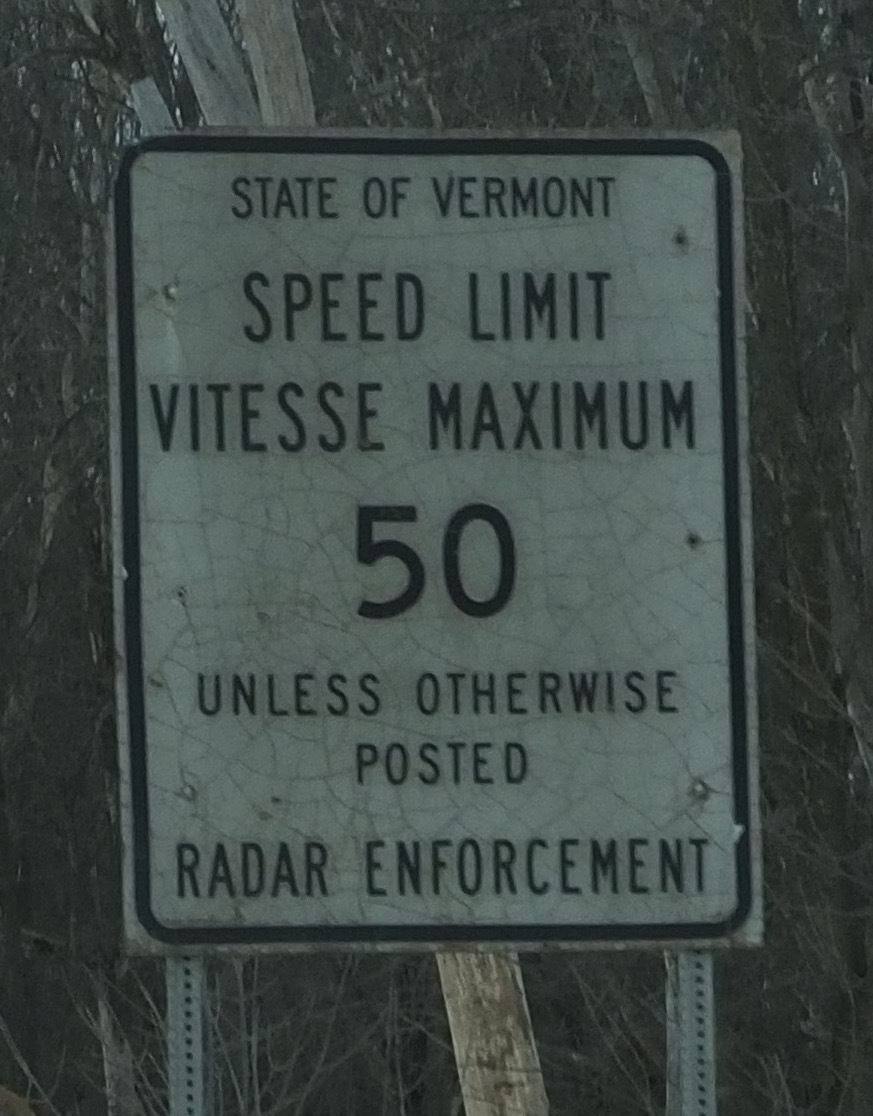 STATE OF VERMONT
SPEED LIMIT
VITESSE MAXIMUM
50
UNLESS OTHERWISE
POSTED
RADAR ENFORCEMENT